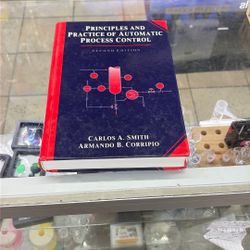 PRINCIPLES AND
PRACTICE OF AUTOMATIC
PROCESS CONTROL
SECOND EDITION
CARLOS A. SMITH
ARMANDO B. CORRIPIO